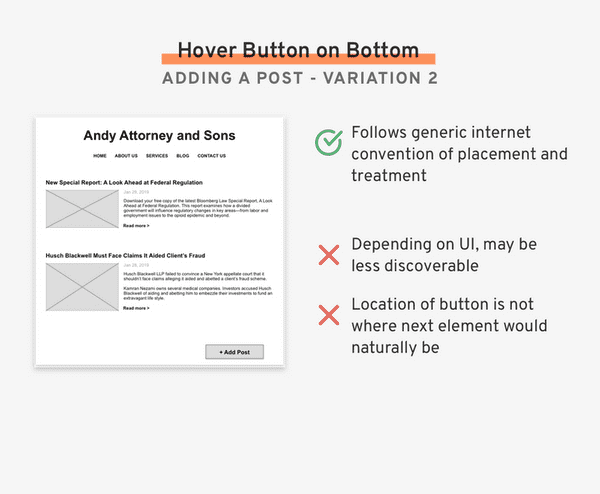 Hover Button on Bottom
ADDING A POST - VARIATION 2
Andy Attorney and Sons
HOME ABOUT US SERVICES BLOG CONTACT US
New Special Report: A Look Ahead at Federal Regulation
Jan 28, 2019
Download your free copy of the latest Bloomberg Law Special Report. A Look
Ahead at Federal Regulation. This report examines how a divided
government will influence regulatory changes in key areas—from labor and
employment issues to the opioid epidemic and beyond.
Read more >
Husch Blackwell Must Face Claims It Aided Client's Fraud
Jan 28, 2019
Husch Blackwell LLP failed to convince a New York appellate court that it
shouldn't face claims alleging it aided and abetted a client's fraud scheme.
Kamran Nezami owns several medical companies. Investors accused Husch
Blackwell of aiding and abetting him to embezzle their investments to fund an
extravagant life style.
Read more >
+ Add Post
Follows generic internet
convention of placement and
treatment
Depending on UI, may be
less discoverable
Location of button is not
where next element would
naturally be